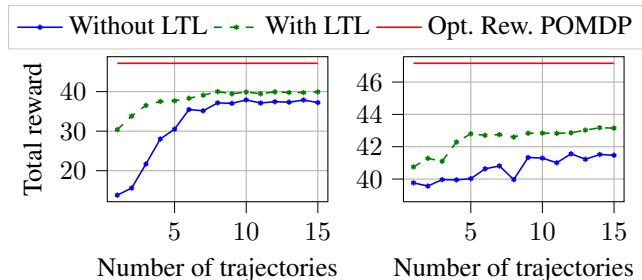 Without LTL With LTL Opt. Rew. POMDP
Total reward
40
30
20
5 10 15
Number of trajectories
46
44
42
40
5 10 15
Number of trajectories